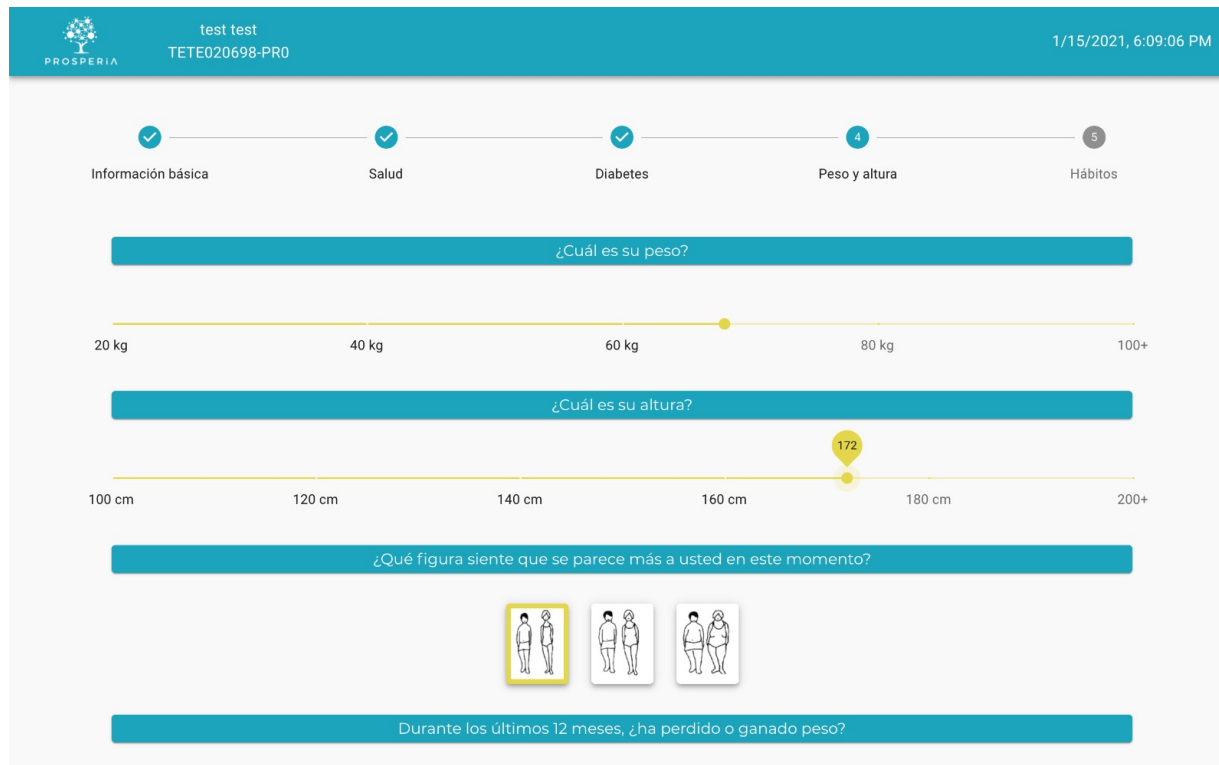 PROSPERiA
test test
TETE020698-PR0
1/15/2021, 6:09:06 PM
4
5
Información básica
Salud
Diabetes
Peso y altura
Hábitos
¿Cuál es su peso?
20 kg
40 kg
60 kg
80 kg
100+
¿Cuál es su altura?
172
100 cm
120 cm
140 cm
160 cm
180 cm
200+
¿Qué figura siente que se parece más a usted en este momento?
Durante los últimos 12 meses, ¿ha perdido o ganado peso?